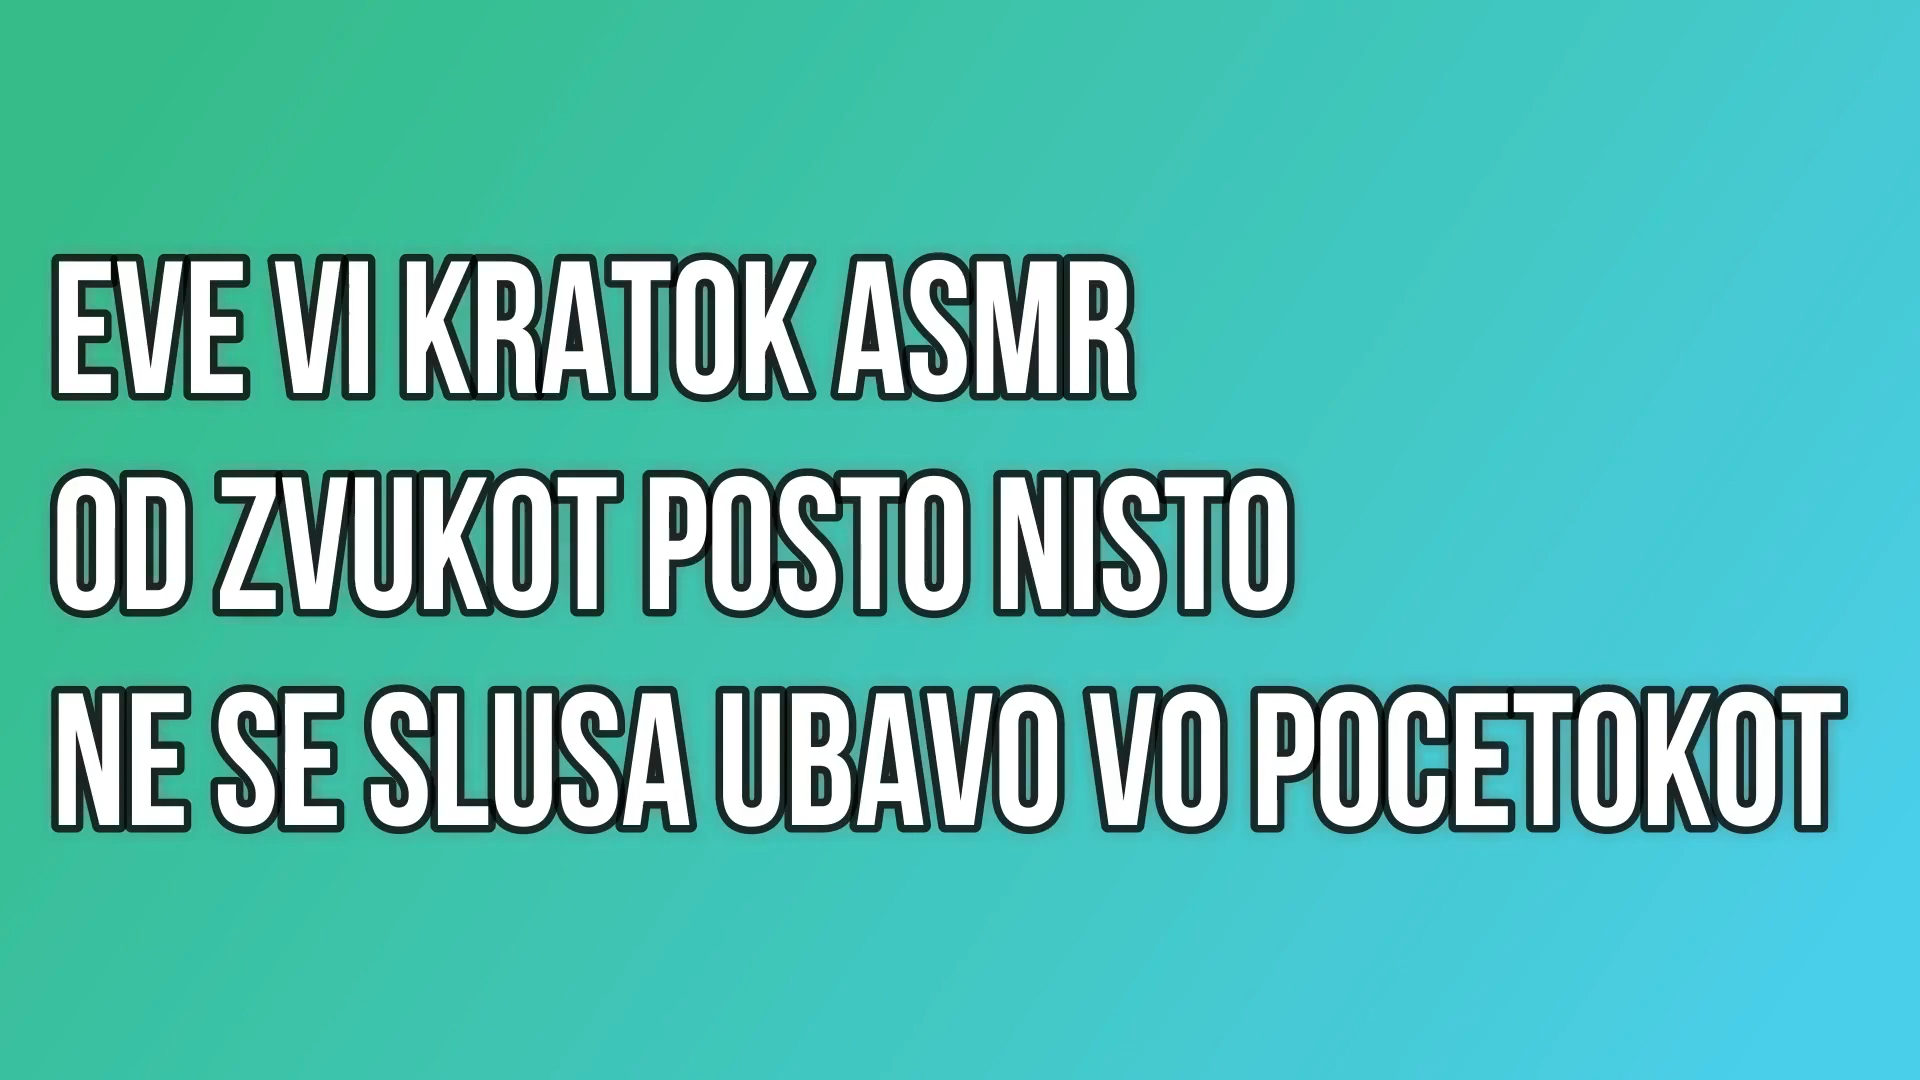 EVE VI KRATOK ASMR
OD ZVUKOT POSTO NISTO
NE SE SLUSA UBAVO VO POCETOKOT